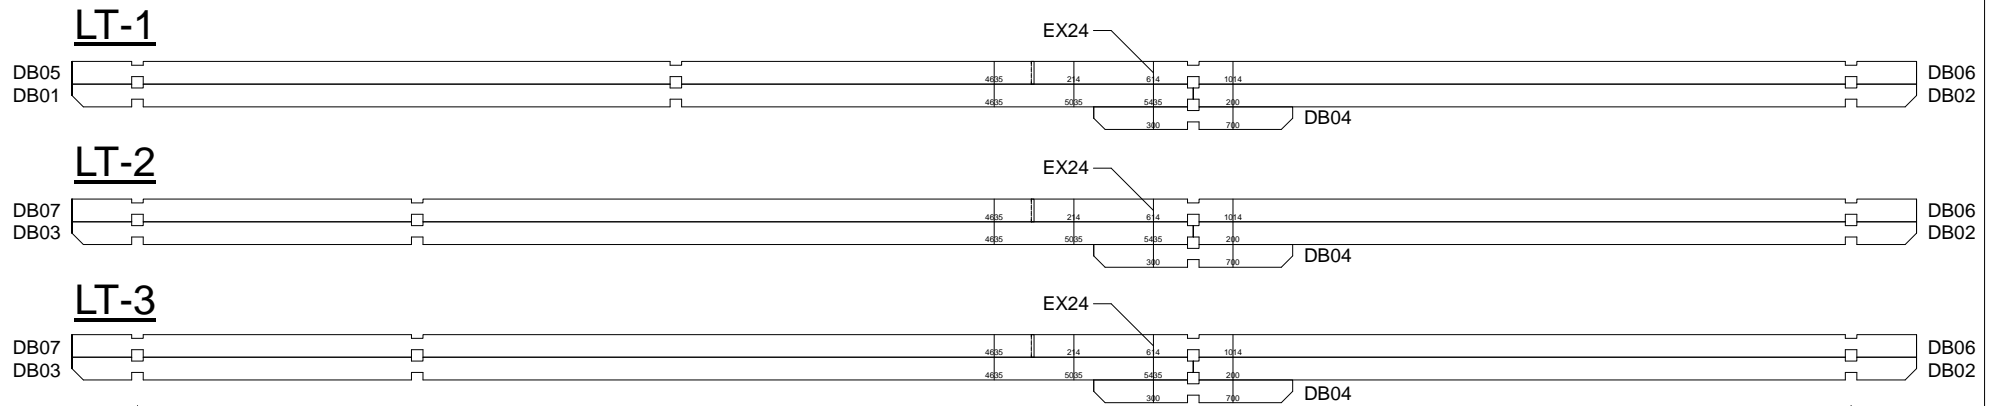 LT-1
EX24
DB05 DB06
4635 214 614 1014
DB01 DB02
4635 5035 5435 200
DB04
300 700
LT-2
EX24
DB07 DB06
4635 214 614 1014
DB03 DB02
4635 5035 5435 200
DB04
300 700
LT-3
EX24
DB07 DB06
4635 214 614 1014
DB03 DB02
4635 5035 5435 200
DB04
300 700